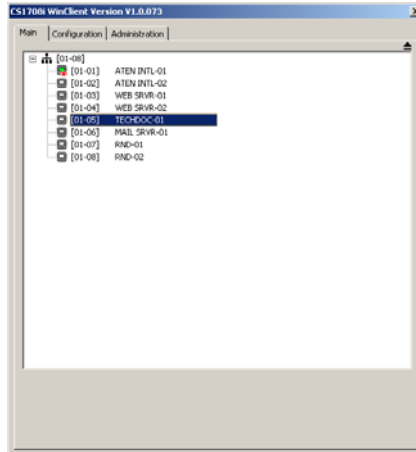 CS1708i WinClient Version V1.0.073
Main Configuration Administration
[01-08]
[01-01] ATEN INTL-01
[01-02] ATEN INTL-02
[01-03] WEB SRVR-01
[01-04] WEB SRVR-02
[01-05] TECHDOC-01
[01-06] MAIL SRVR-01
[01-07] RND-01
[01-08] RND-02